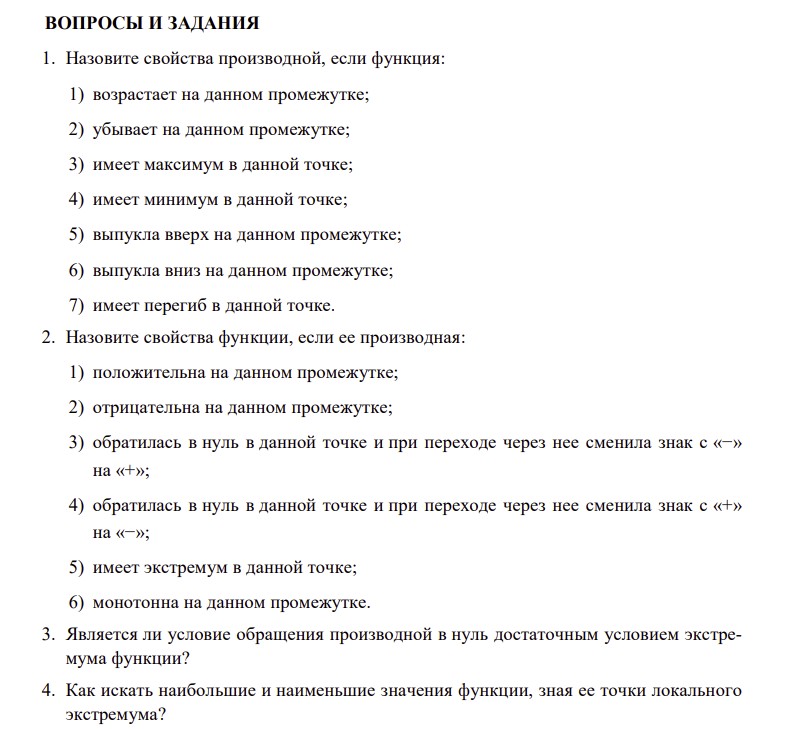 ВОПРОСЫ И ЗАДАНИЯ
1. Назовите свойства производной, если функция:
1) возрастает на данном промежутке;
2) убывает на данном промежутке;
3) имеет максимум в данной точке;
4) имеет минимум в данной точке;
5) выпукла вверх на данном промежутке;
6) выпукла вниз на данном промежутке;
7) имеет перегиб в данной точке.
2. Назовите свойства функции, если ее производная:
1) положительна на данном промежутке;
2) отрицательна на данном промежутке;
3) обратилась в нуль в данной точке и при переходе через нее сменила знак с «−»
на «+»;
4) обратилась в нуль в данной точке и при переходе через нее сменила знак с «+»
на «−»;
5) имеет экстремум в данной точке;
6) монотонна на данном промежутке.
3. Является ли условие обращения производной в нуль достаточным условием экстре-
мума функции?
4. Как искать наибольшие и наименьшие значения функции, зная ее точки локального
экстремума?